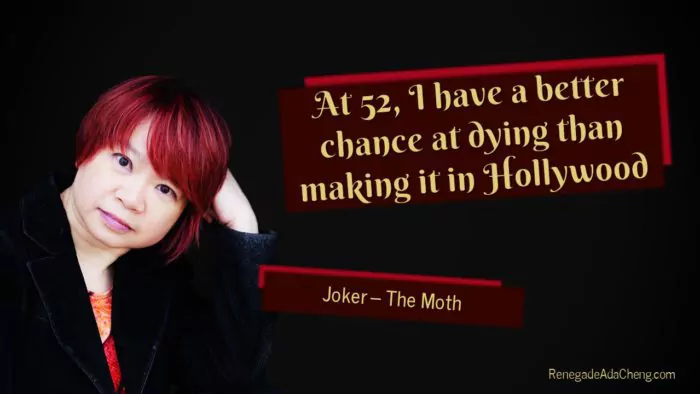 At 52, I have a better
chance at dying than
making it in Hollywood
Joker – The Moth
RenegadeAdaCheng.com